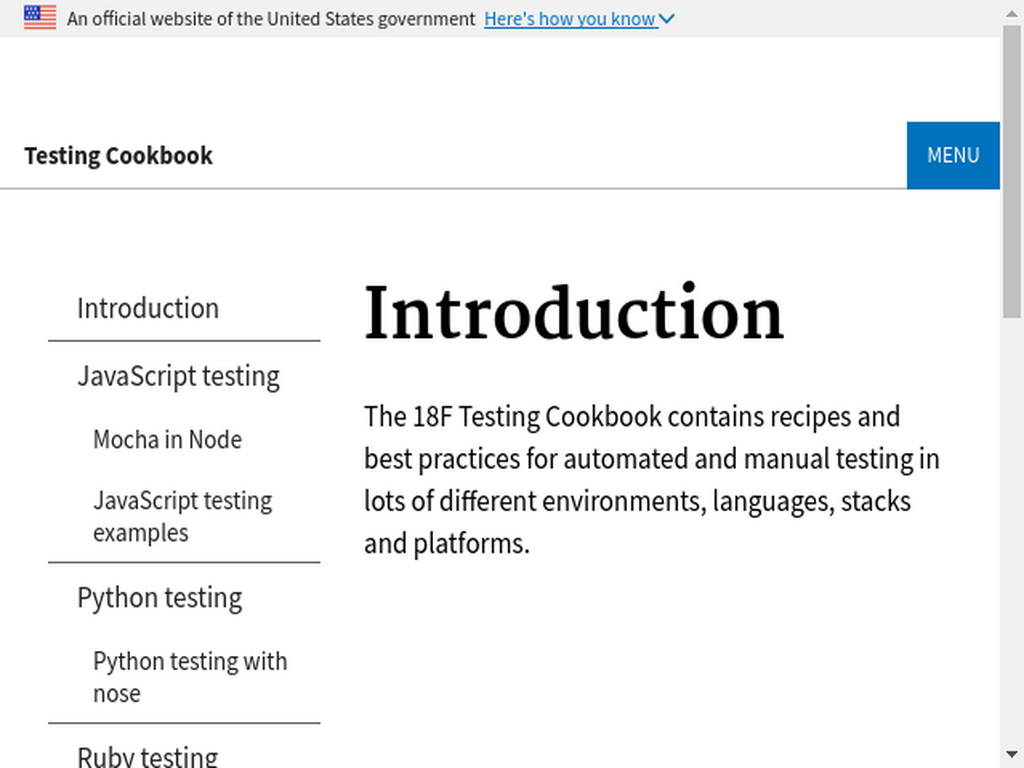 An official website of the United States government Here's how you know
Testing Cookbook
MENU
Introduction
JavaScript testing
Mocha in Node
JavaScript testing
examples
Python testing
Python testing with
nose
Ruby testing
Introduction
The 18F Testing Cookbook contains recipes and
best practices for automated and manual testing in
lots of different environments, languages, stacks
and platforms.